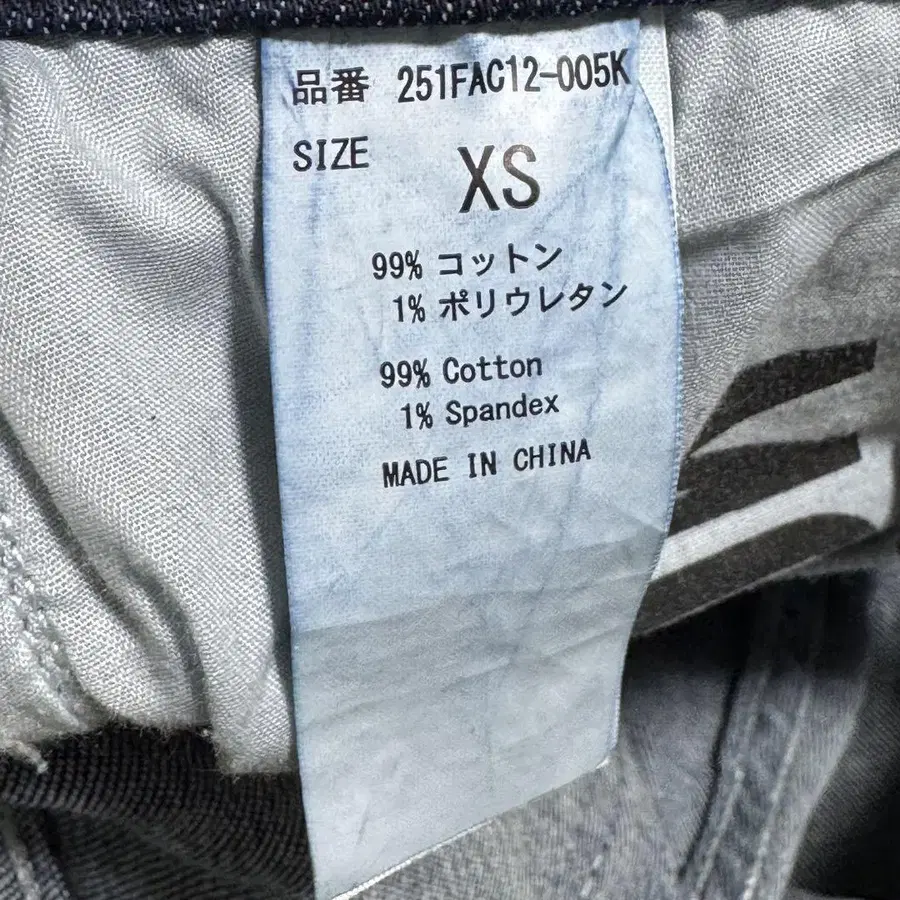 品番 251FAC12-005K
SIZE XS
99% コットン
1% ポリウレタン
99% Cotton
1% Spandex
MADE IN CHINA